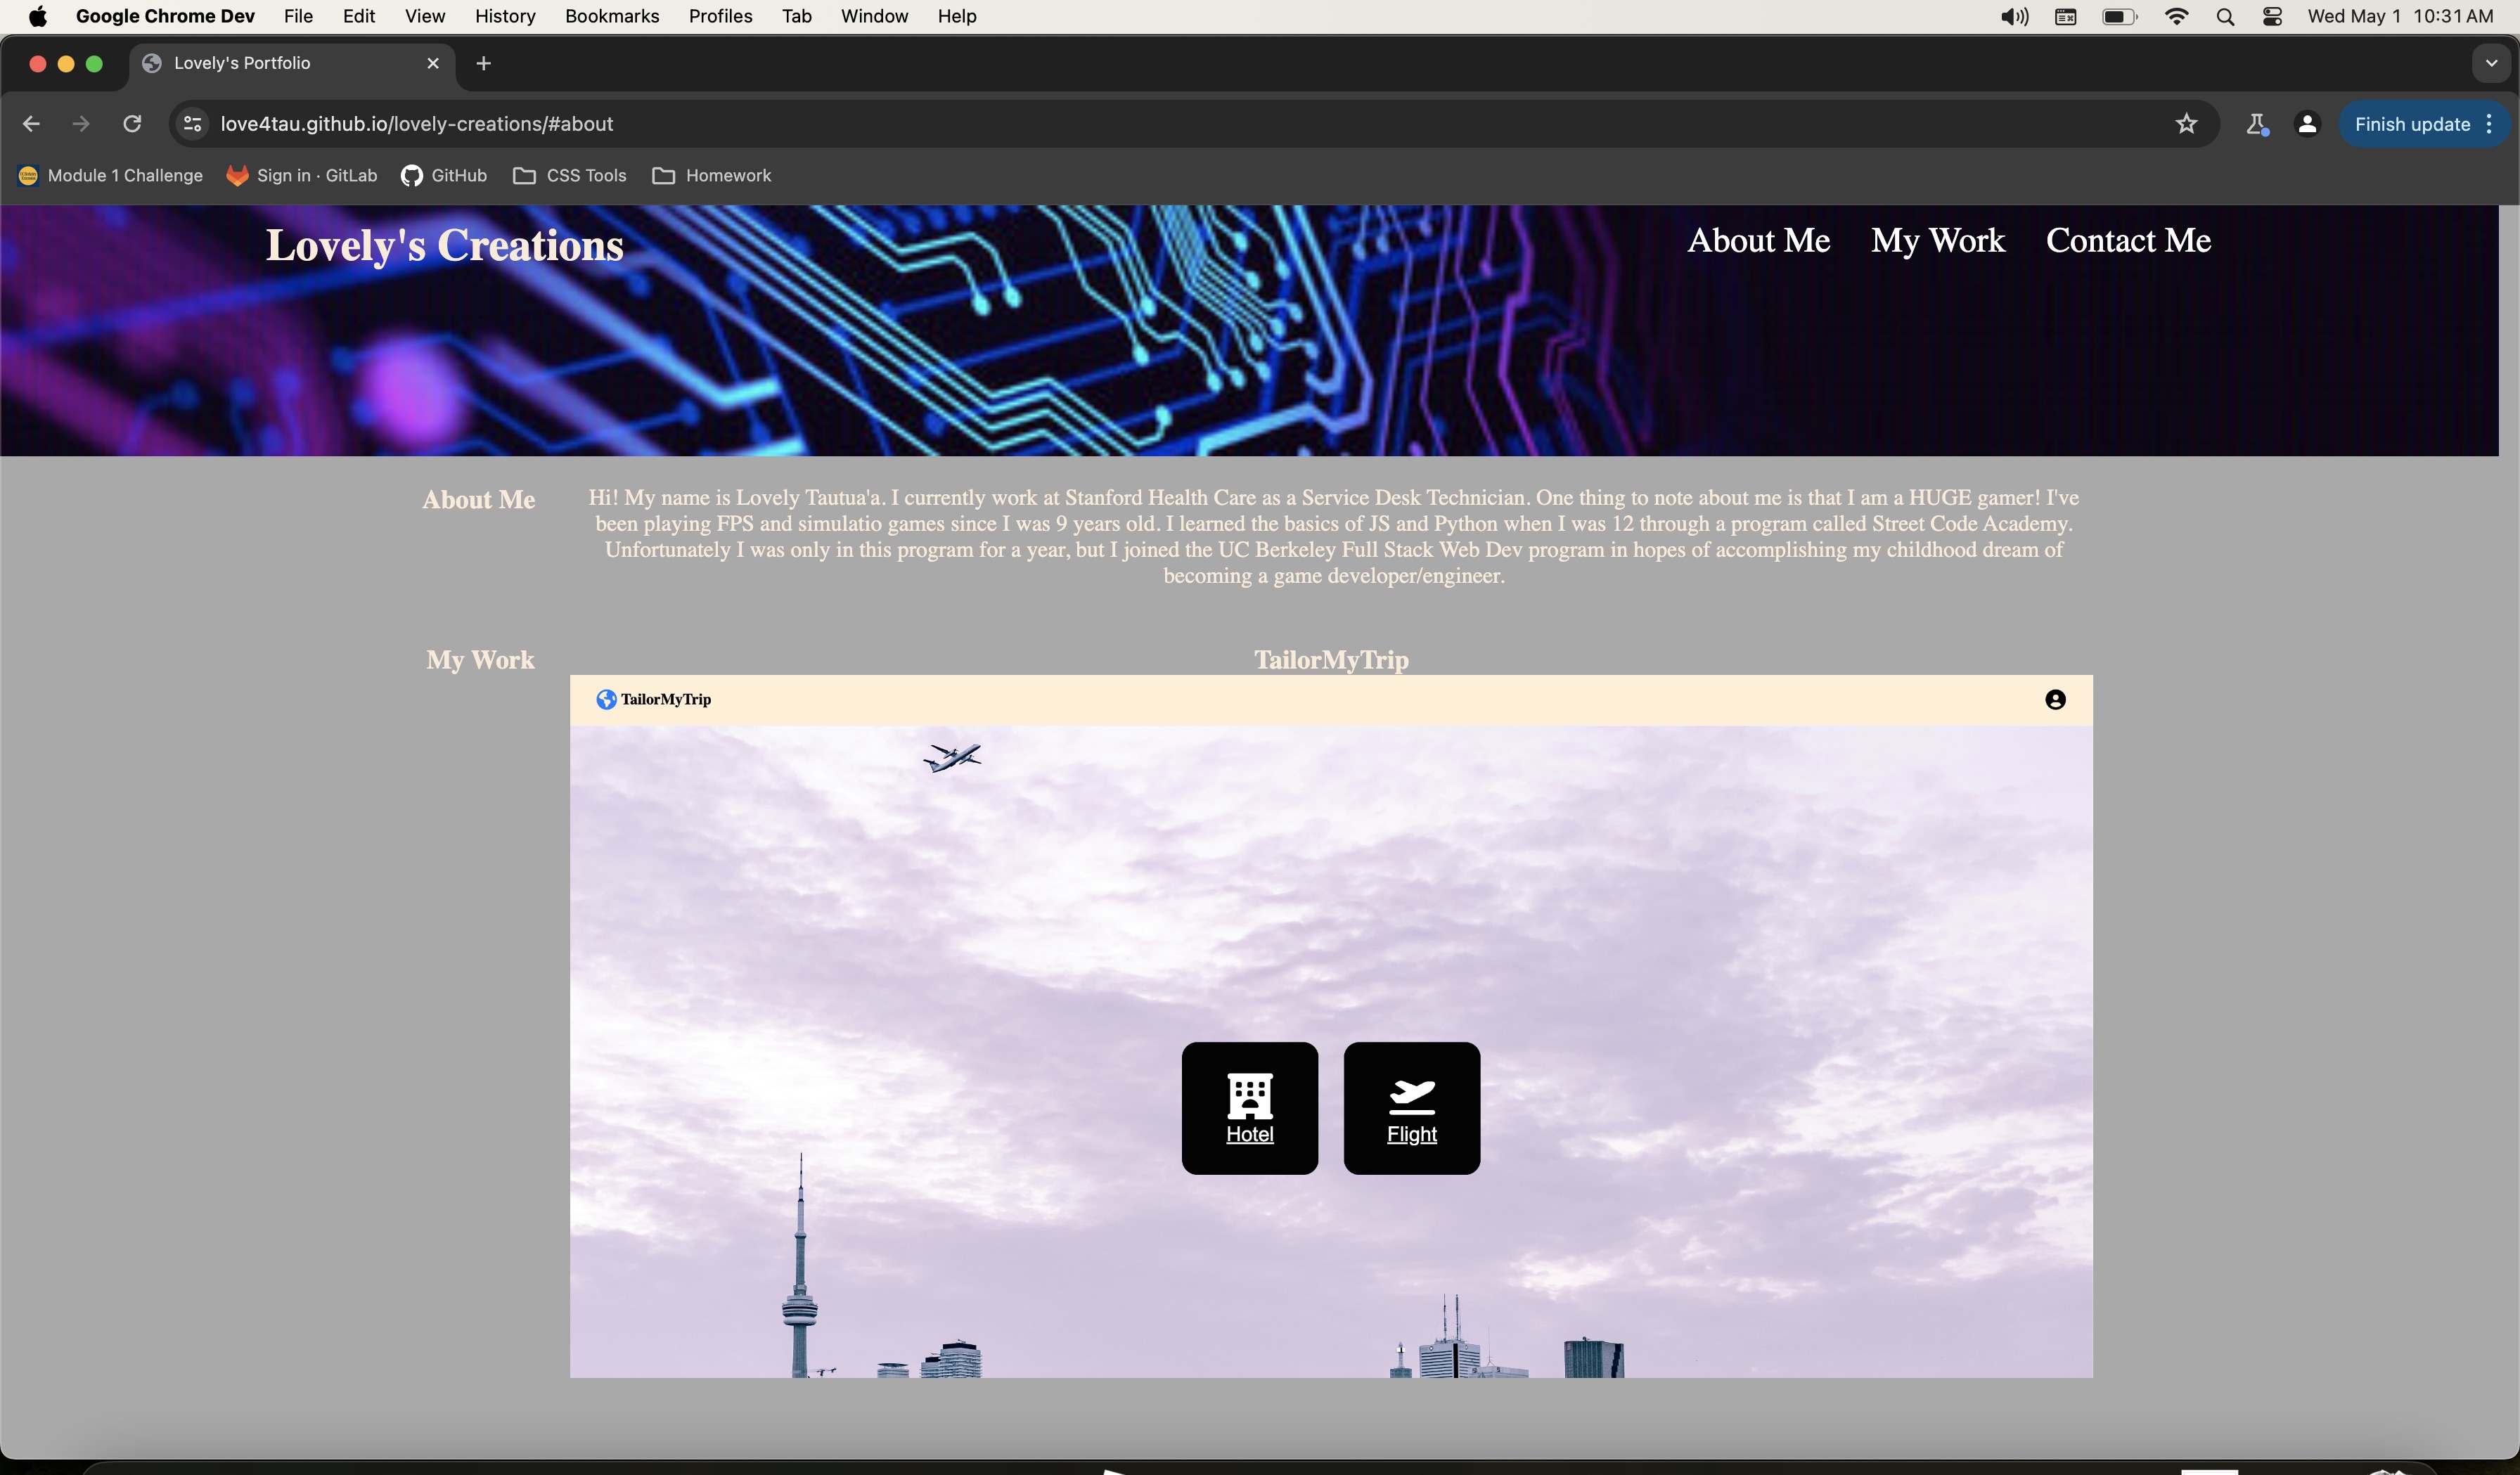 Google Chrome Dev File Edit View History Bookmarks Profiles Tab Window Help Wed May 1 10:31 AM
Lovely's Portfolio
love4tau.github.io/lovely-creations/#about Finish update
Module 1 Challenge Sign in · GitLab GitHub CSS Tools Homework
Lovely's Creations About Me My Work Contact Me
About Me
Hi! My name is Lovely Tautua'a. I currently work at Stanford Health Care as a Service Desk Technician. One thing to note about me is that I am a HUGE gamer! I've
been playing FPS and simulatio games since I was 9 years old. I learned the basics of JS and Python when I was 12 through a program called Street Code Academy.
Unfortunately I was only in this program for a year, but I joined the UC Berkeley Full Stack Web Dev program in hopes of accomplishing my childhood dream of
becoming a game developer/engineer.
My Work
TailorMyTrip
TailorMyTrip
Hotel Flight